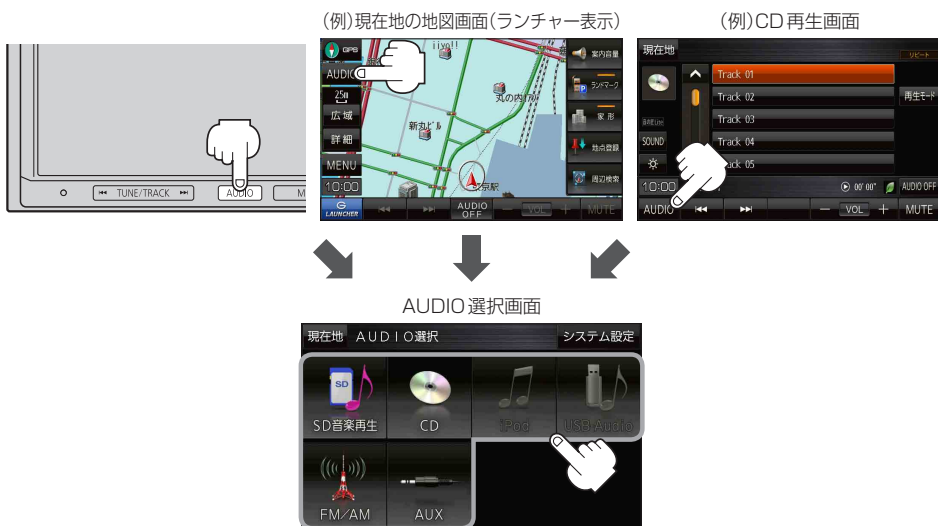 (例)現在地の地図画面(ランチャー表示)
(例)CD再生画面
TUNE/TRACK
AUDIO
M
GPS
AUDIO
25m
広域
詳細
MENU
10:00
G
LAUNCHER
AUDIO
OFF
VOL
MUTE
iiyo!!
丸の内1
新丸ビル
京駅
案内音量
ランドマーク
家形
地点登録
周辺検索
現在地
リピート
Track 01
Track 02
Track 03
Track 04
ck 05
再生モード
SOUND
10:00
00' 00"
AUDIO OFF
AUDIO
VOL
MUTE
AUDIO選択画面
現在地 AUDIO選択 システム設定
SD
SD音楽再生
CD
iPod
USB-Audio
FM/AM
AUX